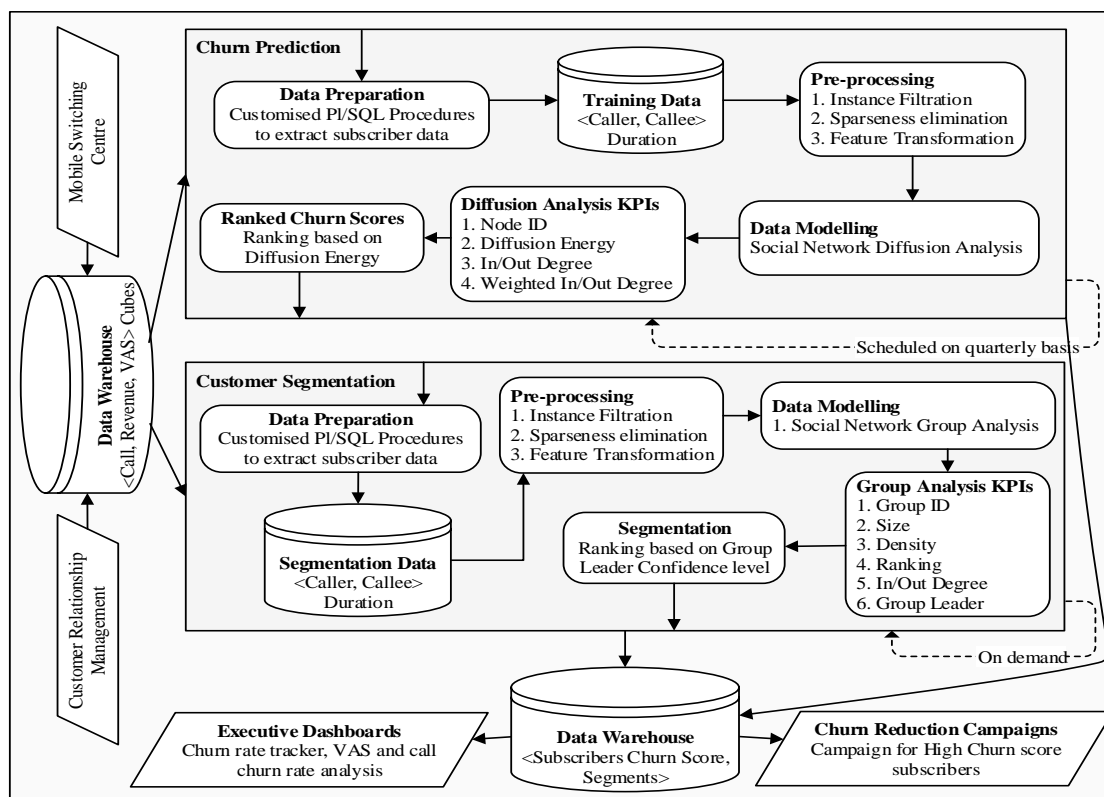 Mobile Switching
Centre
Data Warehouse
<Call, Revenue, VAS> Cubes
Customer Relationship
Management
Churn Prediction
Data Preparation
Customised Pl/SQL Procedures
to extract subscriber data
Training Data
<Caller, Callee>
Duration
Pre-processing
1. Instance Filtration
2. Sparseness elimination
3. Feature Transformation
Ranked Churn Scores
Ranking based on
Diffusion Energy
Diffusion Analysis KPIs
1. Node ID
2. Diffusion Energy
3. In/Out Degree
4. Weighted In/Out Degree
Data Modelling
Social Network Diffusion Analysis
Scheduled on quarterly basis
Customer Segmentation
Data Preparation
Customised Pl/SQL Procedures
to extract subscriber data
Pre-processing
1. Instance Filtration
2. Sparseness elimination
3. Feature Transformation
Data Modelling
1. Social Network Group Analysis
Segmentation Data
<Caller, Callee>
Duration
Segmentation
Ranking based on Group
Leader Confidence level
Group Analysis KPIs
1. Group ID
2. Size
3. Density
4. Ranking
5. In/Out Degree
6. Group Leader
On demand
Executive Dashboards
Churn rate tracker, VAS and call
churn rate analysis
Data Warehouse
<Subscribers Churn Score,
Segments>
Churn Reduction Campaigns
Campaign for High Churn score
subscribers